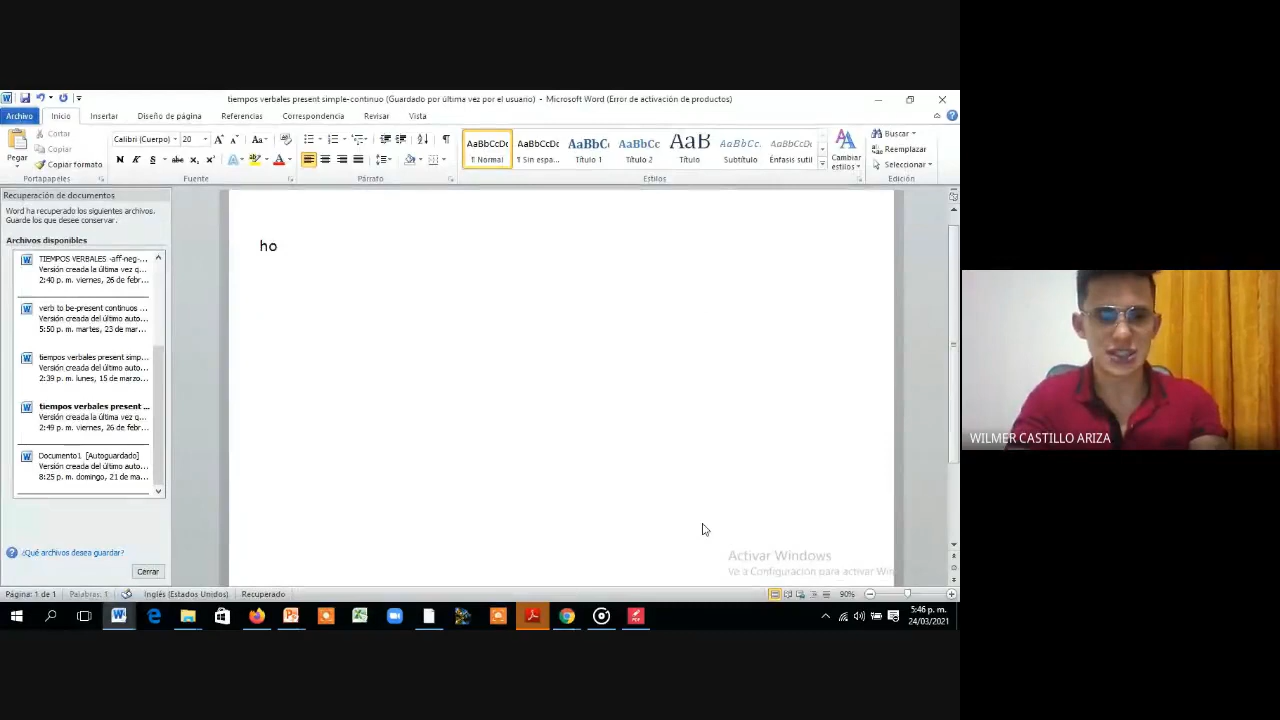 tiempos verbales present simple-continuo (Guardado por última vez por el usuario) - Microsoft Word (Error de activación de productos)
Archivo Inicio Insertar Diseño de página Referencias Correspondencia Revisar Vista
Pegar
Cortar
Copiar
Copiar formato
Portapapeles
Calibri (Cuerpo) 20
Fuente
Párrafo
AaBbCcDc AaBbCcDc AaBbC AaBbCc AaB AaBbCc. AaBbCcDc
¶ Normal ¶ Sin espa... Título 1 Título 2 Título Subtítulo Énfasis sutil
Estilos
Cambiar estilos
Buscar
Reemplazar
Seleccionar
Edición
Recuperación de documentos
Word ha recuperado los siguientes archivos.
Guarde los que desee conservar.
Archivos disponibles
TIEMPOS VERBALES -aff-neg-...
Versión creada la última vez q...
2:40 p. m. viernes, 26 de febr...
verb to be-present continuos ...
Versión creada del último auto...
5:50 p. m. martes, 23 de mar...
tiempos verbales present simp...
Versión creada del último auto...
2:39 p. m. lunes, 15 de marzo...
tiempos verbales present ...
Versión creada la última vez q...
2:49 p. m. viernes, 26 de feb...
Documento1 [Autoguardado]
Versión creada del último auto...
8:25 p. m. domingo, 21 de ma...
¿Qué archivos desea guardar?
Cerrar
ho
Activar Windows
Ve a Configuración para activar Win
Página: 1 de 1 Palabras: 1 Inglés (Estados Unidos) Recuperado 90%
5:46 p. m.
24/03/2021
WILMER CASTILLO ARIZA